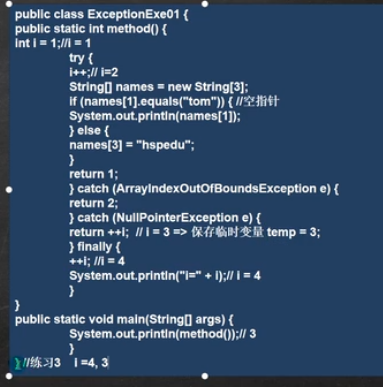 public class ExceptionExe01 {
public static int method() {
int i = 1;//i = 1
try {
i++;// i=2
String[] names = new String[3];
if (names[1].equals("tom")) { //空指针
System.out.println(names[1]);
} else {
names[3] = "hspedu";
}
return 1;
} catch (ArrayIndexOutOfBoundsException e) {
return 2;
} catch (NullPointerException e) {
return ++i; // i = 3 => 保存临时变量 temp = 3;
} finally {
++i; //i = 4
System.out.println("i=" + i);// i = 4
}
}
public static void main(String[] args) {
System.out.println(method());// 3
}
} //练习3 i =4, 3